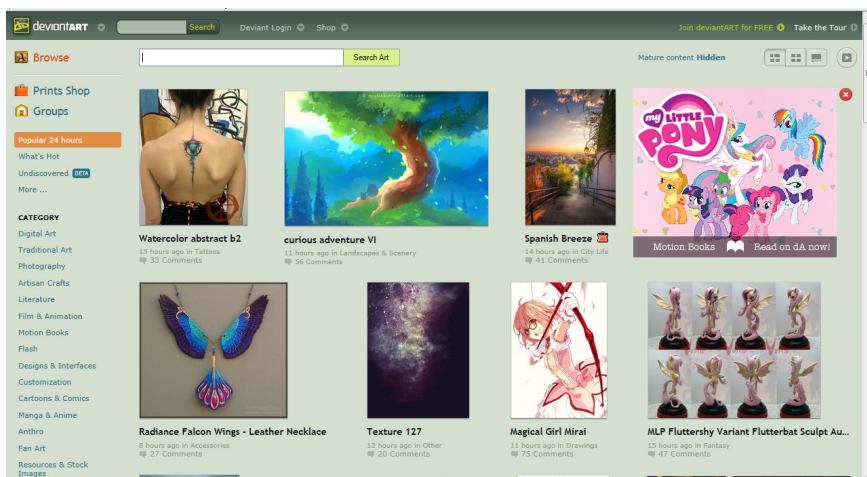 deviantART
Search
Deviant Login
Shop
Join deviantART for FREE
Take the Tour
Browse
Search Art
Mature content Hidden
Prints Shop
Groups
Popular 24 hours
What's Hot
Undiscovered BETA
More ...
CATEGORY
Digital Art
Traditional Art
Photography
Artisan Crafts
Literature
Film & Animation
Motion Books
Flash
Designs & Interfaces
Customization
Cartoons & Comics
Manga & Anime
Anthro
Fan Art
Resources & Stock
Images
Watercolor abstract b2
15 hours ago in Tattoos
33 Comments
curious adventure VI
11 hours ago in Landscapes & Scenery
56 Comments
Spanish Breeze
14 hours ago in City Life
41 Comments
my LITTLE
PONY
Motion Books
Read on dA now!
Radiance Falcon Wings - Leather Necklace
8 hours ago in Accessories
27 Comments
Texture 127
12 hours ago in Other
20 Comments
Magical Girl Mirai
11 hours ago in Drawings
75 Comments
MLP Fluttershy Variant Flutterbat Sculpt Au...
15 hours ago in Fantasy
47 Comments